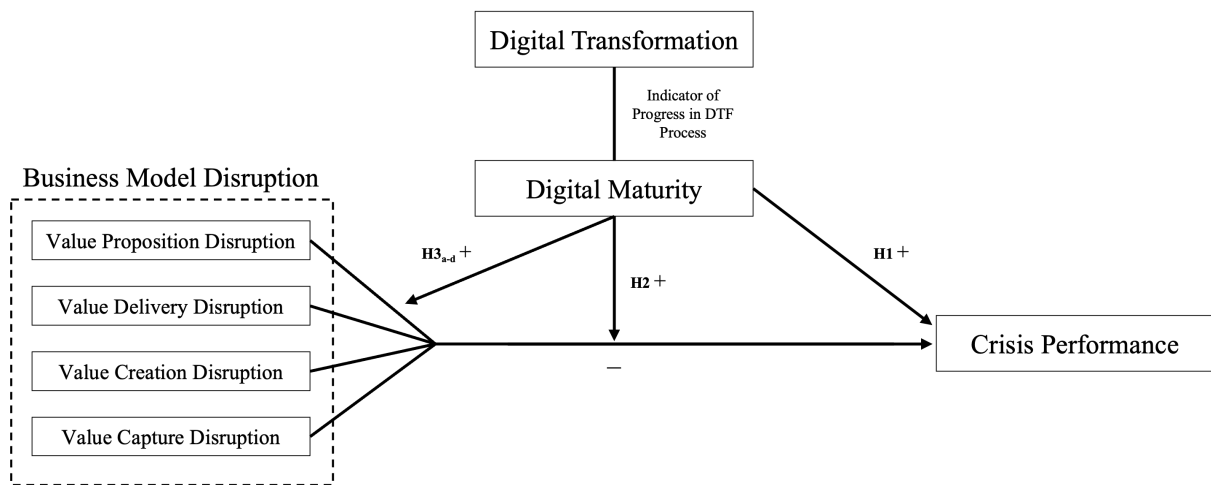 Digital Transformation
Indicator of
Progress in DTF
Process
Digital Maturity
Business Model Disruption
Value Proposition Disruption
Value Delivery Disruption
Value Creation Disruption
Value Capture Disruption
H3a-d +
H2 +
H1 +
–
Crisis Performance